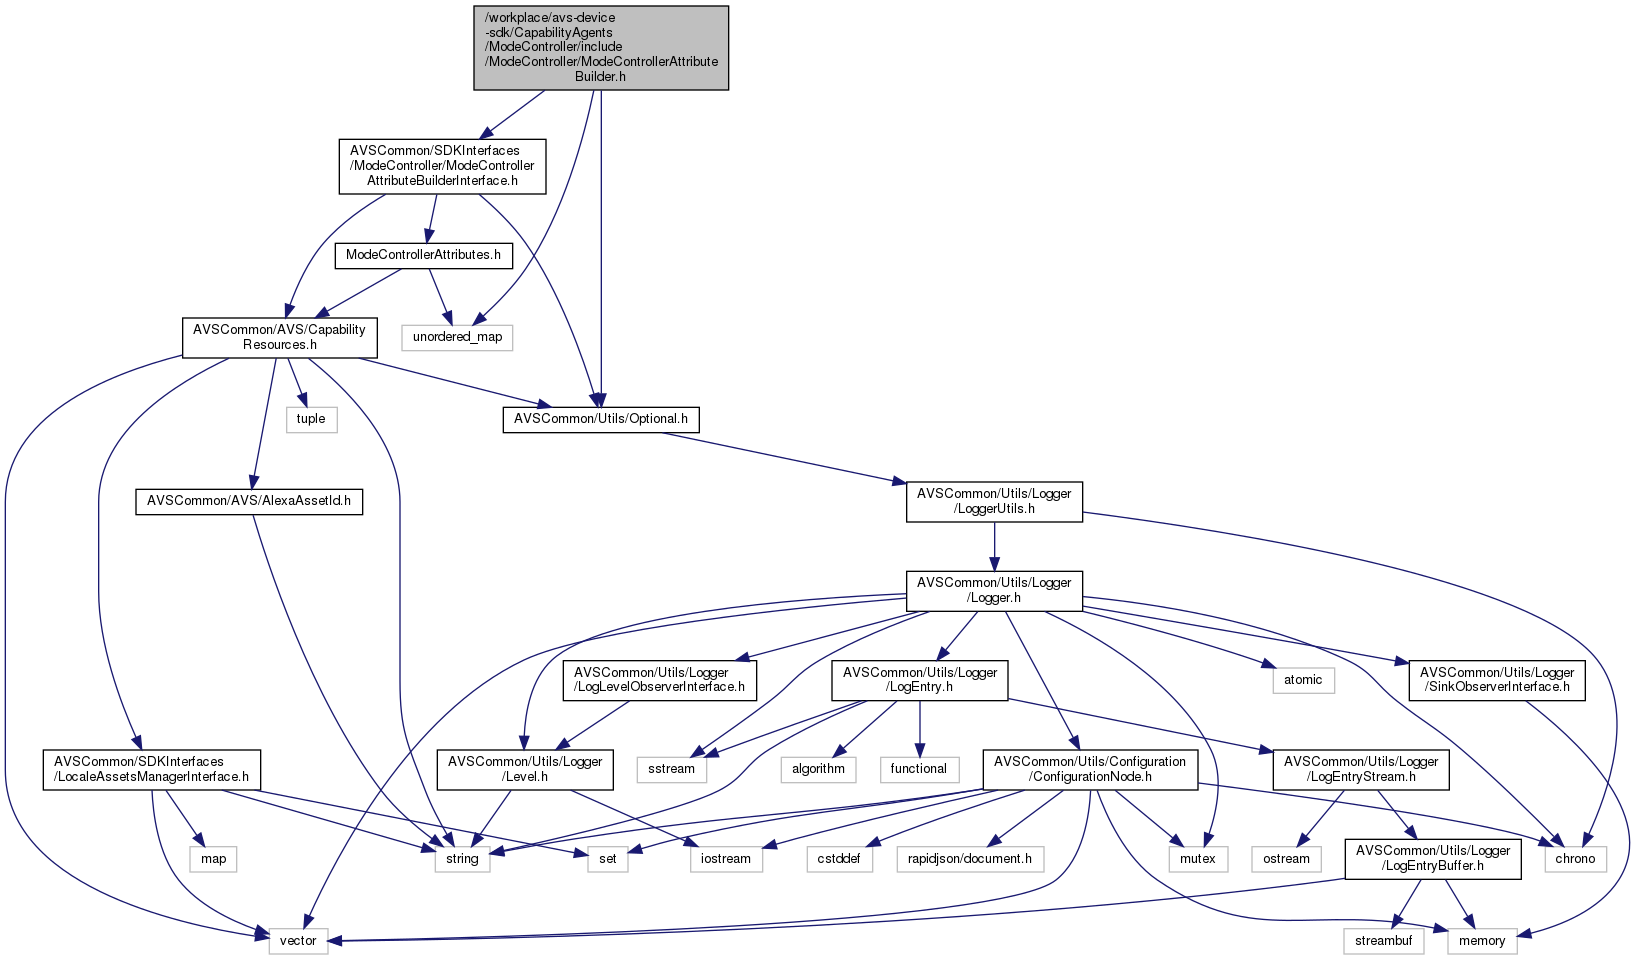 /workplace/avs-device
-sdk/CapabilityAgents
/ModeController/include
/ModeController/ModeControllerAttribute
Builder.h
AVSCommon/SDKInterfaces
/ModeController/ModeController
AttributeBuilderInterface.h
ModeControllerAttributes.h
AVSCommon/AVS/Capability
Resources.h
unordered_map
tuple
AVSCommon/Utils/Optional.h
AVSCommon/AVS/AlexaAssetId.h
AVSCommon/Utils/Logger
/LoggerUtils.h
AVSCommon/Utils/Logger
/Logger.h
AVSCommon/Utils/Logger
/LogLevelObserverInterface.h
AVSCommon/Utils/Logger
/LogEntry.h
atomic
AVSCommon/Utils/Logger
/SinkObserverInterface.h
AVSCommon/SDKInterfaces
/LocaleAssetsManagerInterface.h
AVSCommon/Utils/Logger
/Level.h
sstream
algorithm
functional
AVSCommon/Utils/Configuration
/ConfigurationNode.h
AVSCommon/Utils/Logger
/LogEntryStream.h
map
string
set
iostream
cstddef
rapidjson/document.h
mutex
ostream
AVSCommon/Utils/Logger
/LogEntryBuffer.h
chrono
vector
streambuf
memory